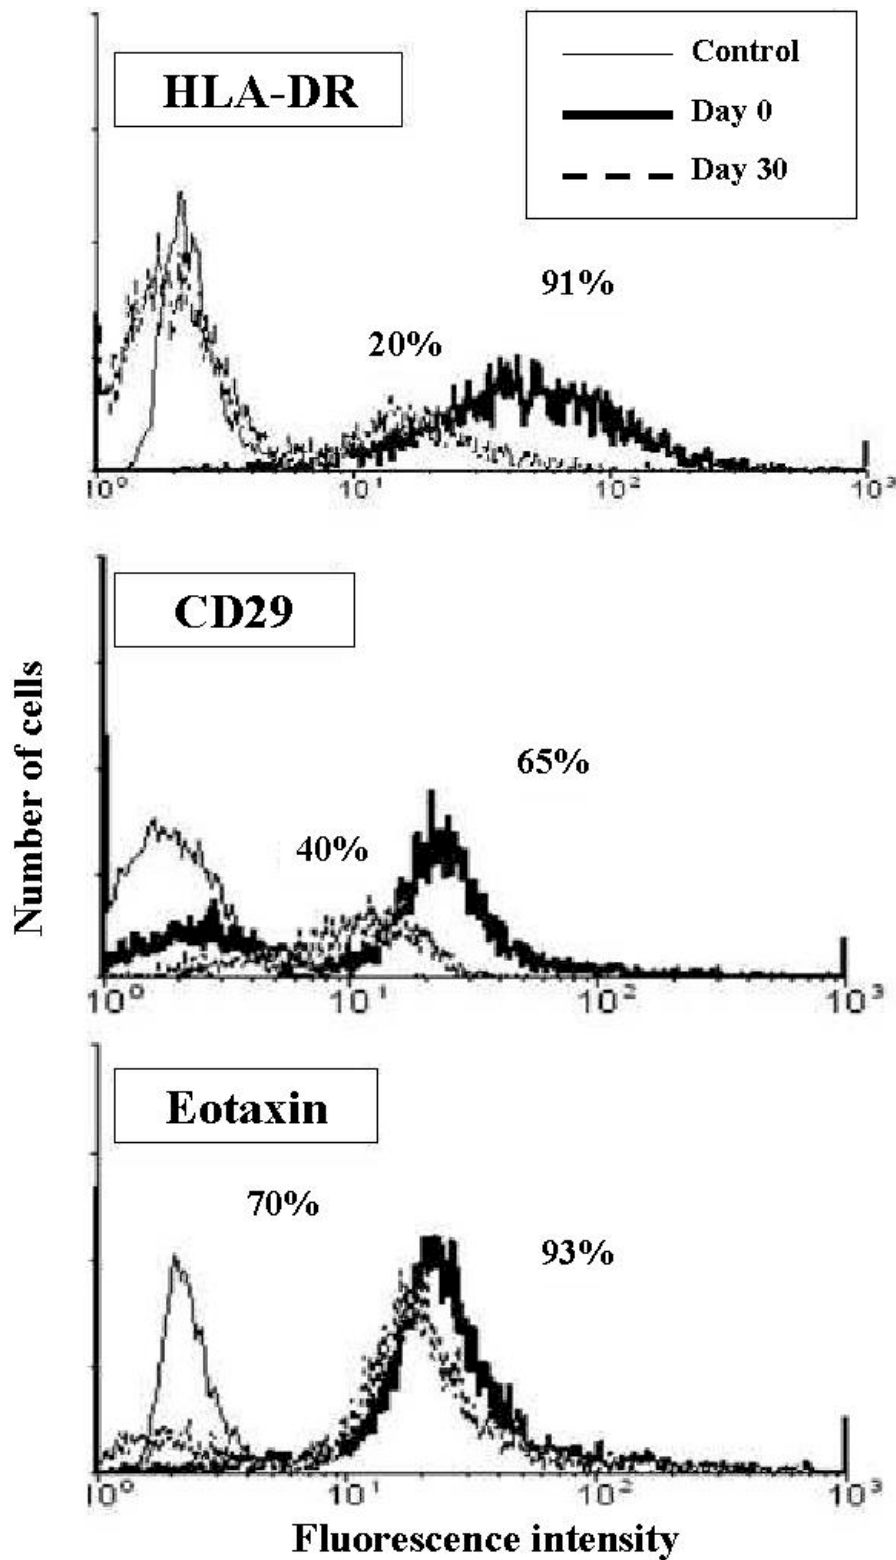 HLA-DR
Control
Day 0
Day 30
91%
20%
10⁰ 10¹ 10² 10³
CD29
65%
40%
Number of cells
10⁰ 10¹ 10² 10³
Eotaxin
70%
93%
10⁰ 10¹ 10² 10³
Fluorescence intensity